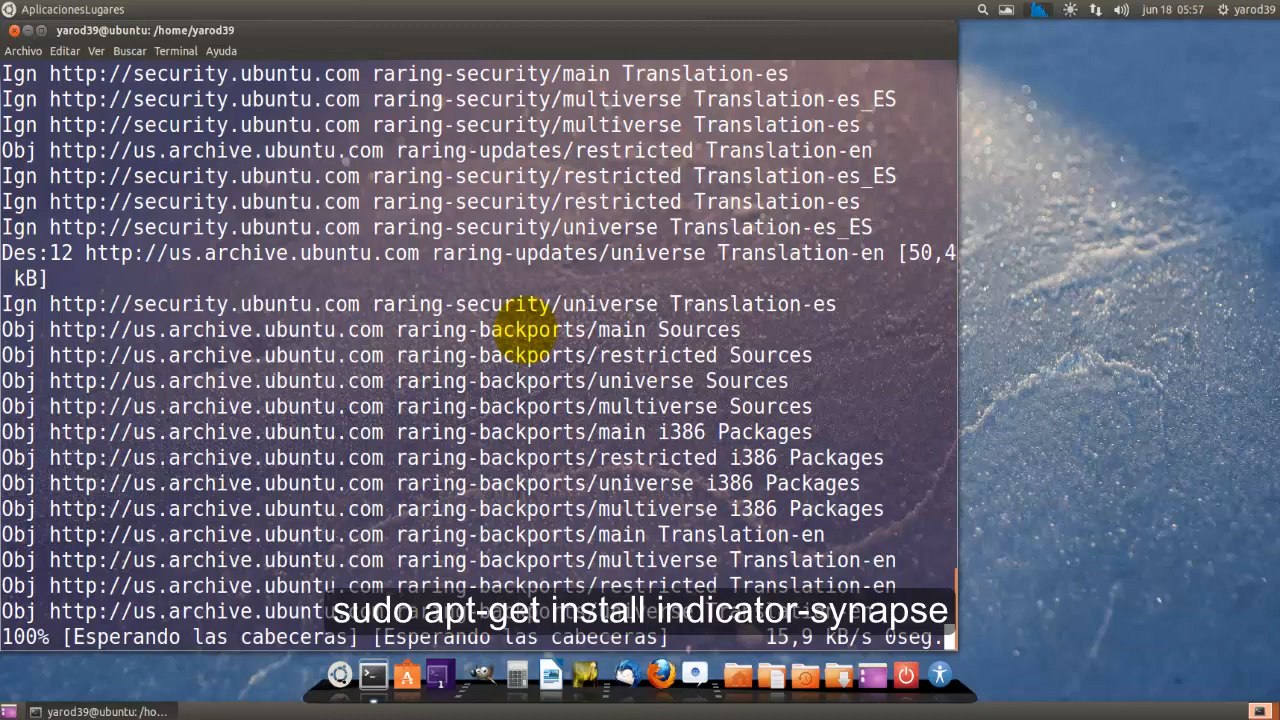 AplicacionesLugares
jun 18 05:57
yarod39
yarod39@ubuntu: /home/yarod39
Archivo Editar Ver Buscar Terminal Ayuda
Ign http://security.ubuntu.com raring-security/main Translation-es
Ign http://security.ubuntu.com raring-security/multiverse Translation-es_ES
Ign http://security.ubuntu.com raring-security/multiverse Translation-es
Obj http://us.archive.ubuntu.com raring-updates/restricted Translation-en
Ign http://security.ubuntu.com raring-security/restricted Translation-es_ES
Ign http://security.ubuntu.com raring-security/restricted Translation-es
Ign http://security.ubuntu.com raring-security/universe Translation-es_ES
Des:12 http://us.archive.ubuntu.com raring-updates/universe Translation-en [50,4
kB]
Ign http://security.ubuntu.com raring-security/universe Translation-es
Obj http://us.archive.ubuntu.com raring-backports/main Sources
Obj http://us.archive.ubuntu.com raring-backports/restricted Sources
Obj http://us.archive.ubuntu.com raring-backports/universe Sources
Obj http://us.archive.ubuntu.com raring-backports/multiverse Sources
Obj http://us.archive.ubuntu.com raring-backports/main i386 Packages
Obj http://us.archive.ubuntu.com raring-backports/restricted i386 Packages
Obj http://us.archive.ubuntu.com raring-backports/universe i386 Packages
Obj http://us.archive.ubuntu.com raring-backports/multiverse i386 Packages
Obj http://us.archive.ubuntu.com raring-backports/main Translation-en
Obj http://us.archive.ubuntu.com raring-backports/multiverse Translation-en
Obj http://us.archive.ubuntu.com raring-backports/restricted Translation-en
Obj http://us.archive.ubuntu.com raring-backports/universe Translation-en
sudo apt-get install indicator-synapse
100% [Esperando las cabeceras] [Esperando las cabeceras] 15,9 kB/s 0seg.
1
yarod39@ubuntu: /ho...